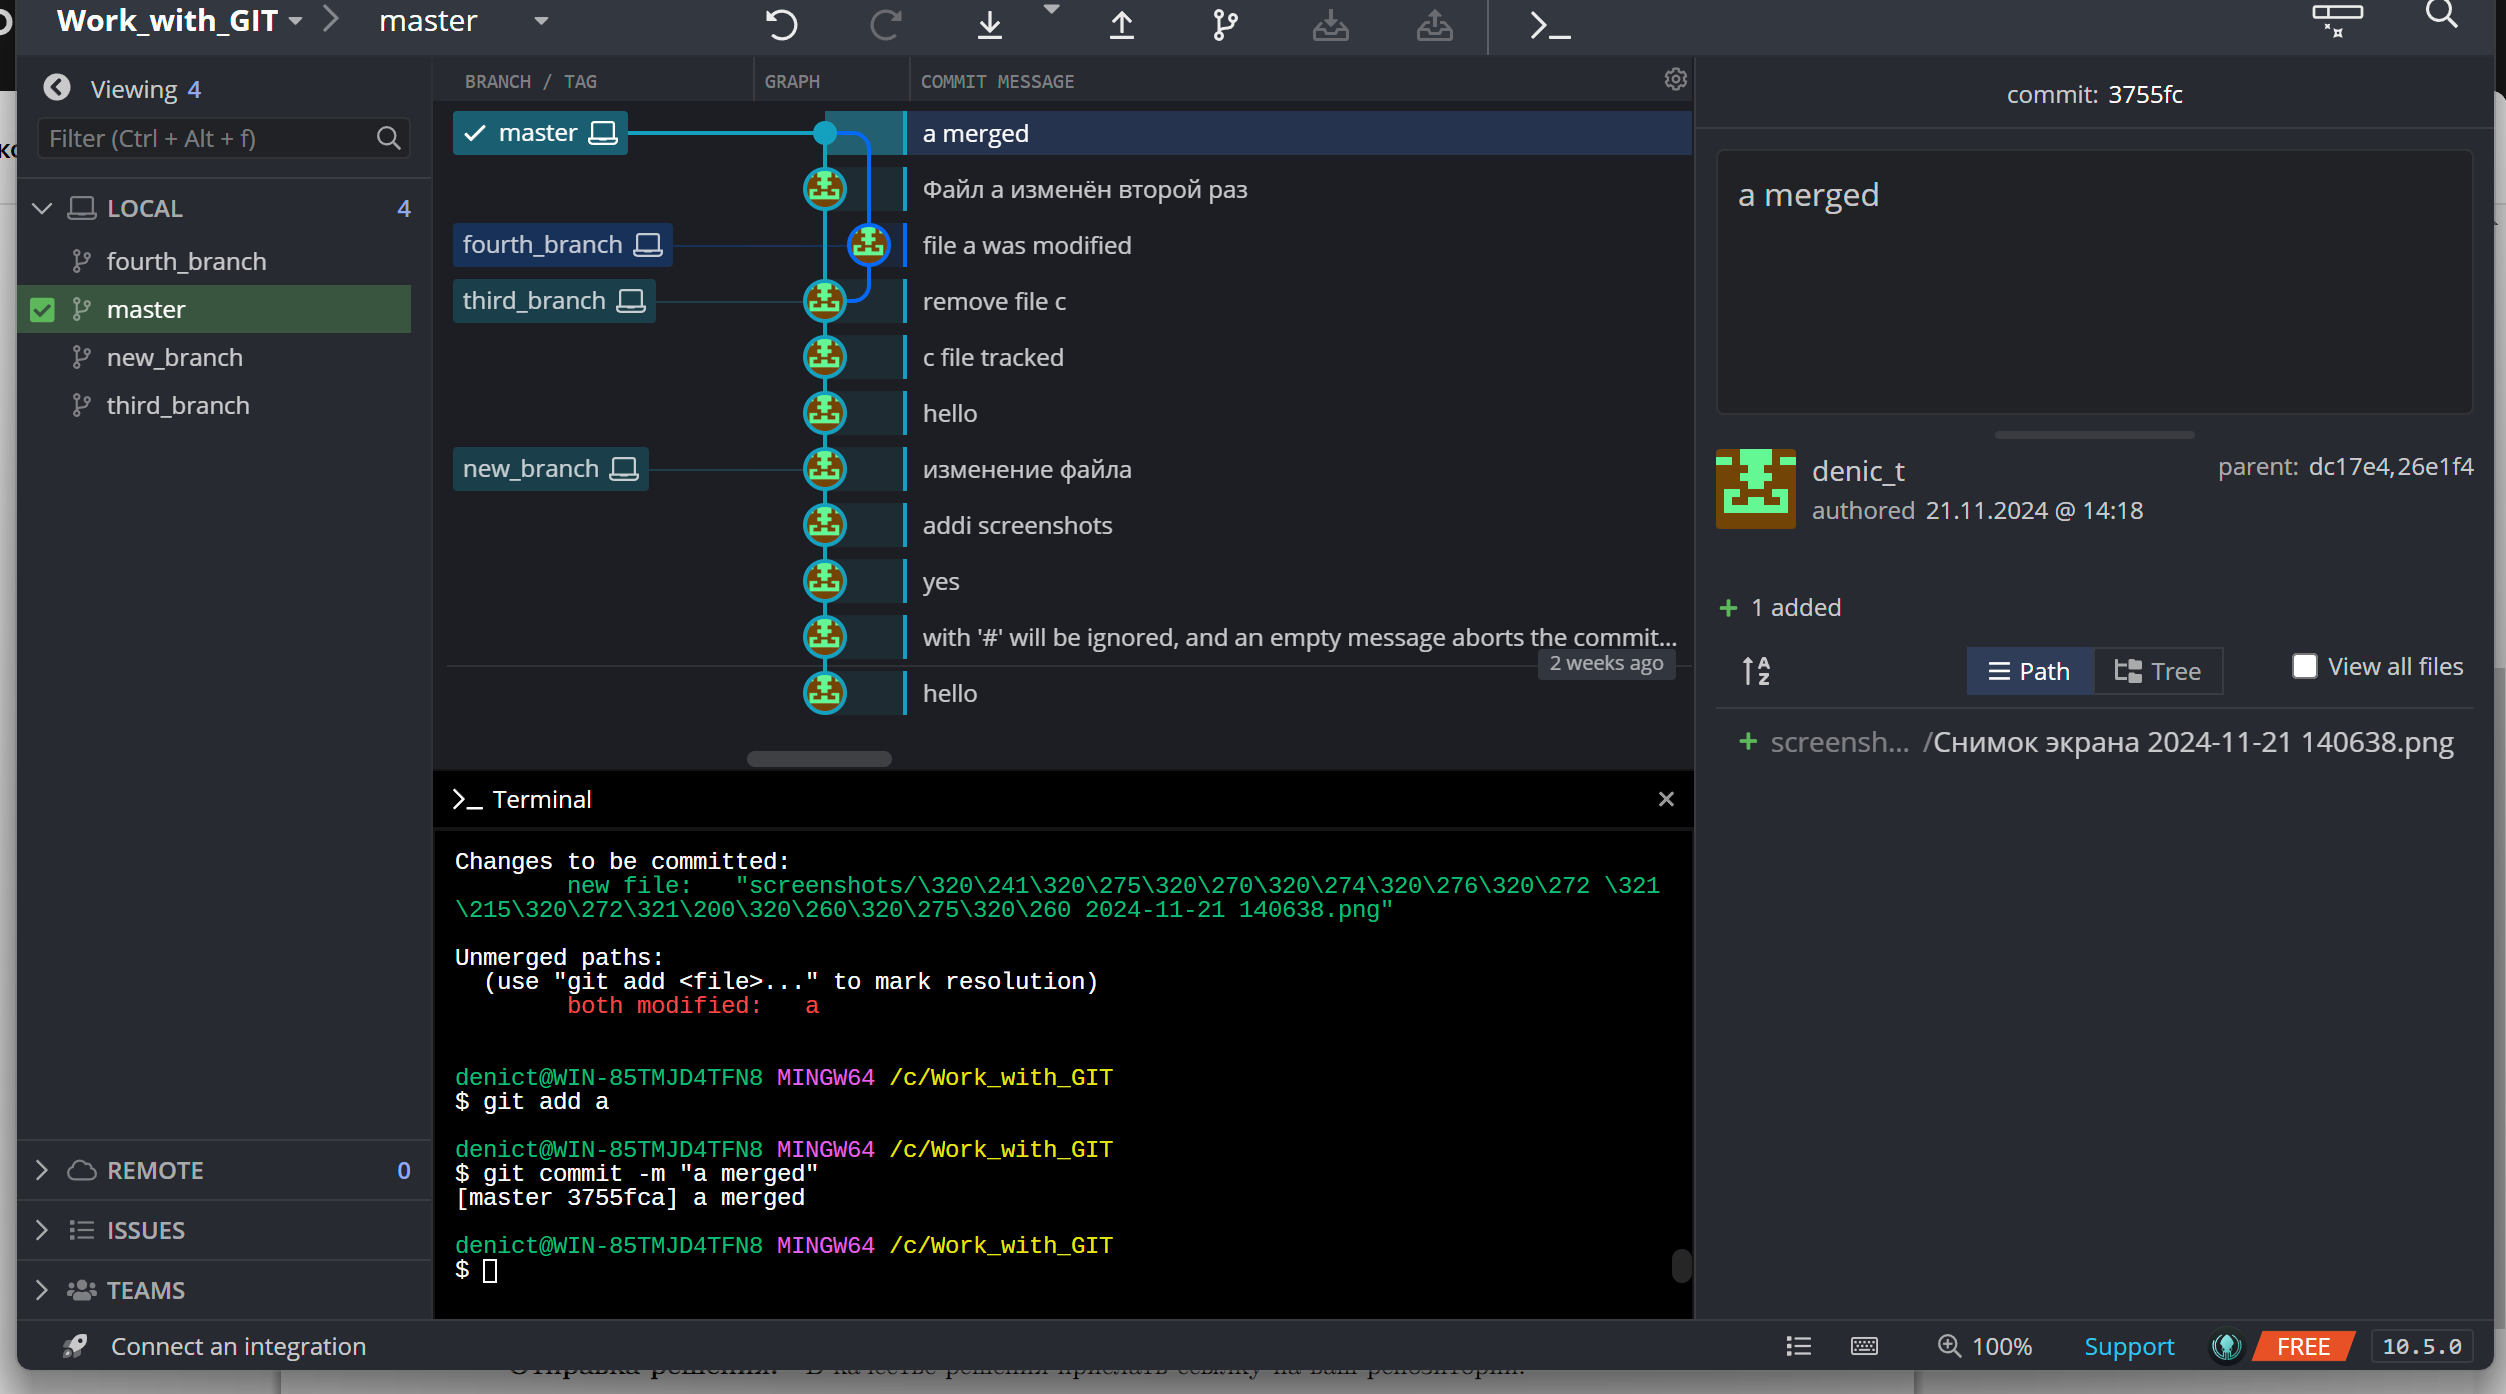 Work_with_GIT
master
Viewing 4
Filter (Ctrl + Alt + f)
LOCAL 4
fourth_branch
master
new_branch
third_branch
REMOTE 0
ISSUES
TEAMS
BRANCH / TAG GRAPH COMMIT MESSAGE
master a merged
Файл a изменён второй раз
fourth_branch file a was modified
third_branch remove file c
c file tracked
hello
new_branch изменение файла
addi screenshots
yes
with '#' will be ignored, and an empty message aborts the commit...
2 weeks ago
hello
Terminal
Changes to be committed:
new file: "screenshots/\320\241\320\275\320\270\320\274\320\276\320\272 \321
\215\320\272\321\200\320\260\320\275\320\260 2024-11-21 140638.png"
Unmerged paths:
(use "git add <file>..." to mark resolution)
both modified: a
denict@WIN-85TMJD4TFN8 MINGW64 /c/Work_with_GIT
$ git add a
denict@WIN-85TMJD4TFN8 MINGW64 /c/Work_with_GIT
$ git commit -m "a merged"
[master 3755fca] a merged
denict@WIN-85TMJD4TFN8 MINGW64 /c/Work_with_GIT
$
commit: 3755fc
a merged
denic_t
parent: dc17e4,26e1f4
authored 21.11.2024 @ 14:18
1 added
Path
Tree
View all files
screensh... /Снимок экрана 2024-11-21 140638.png
Connect an integration
100%
Support
FREE
10.5.0